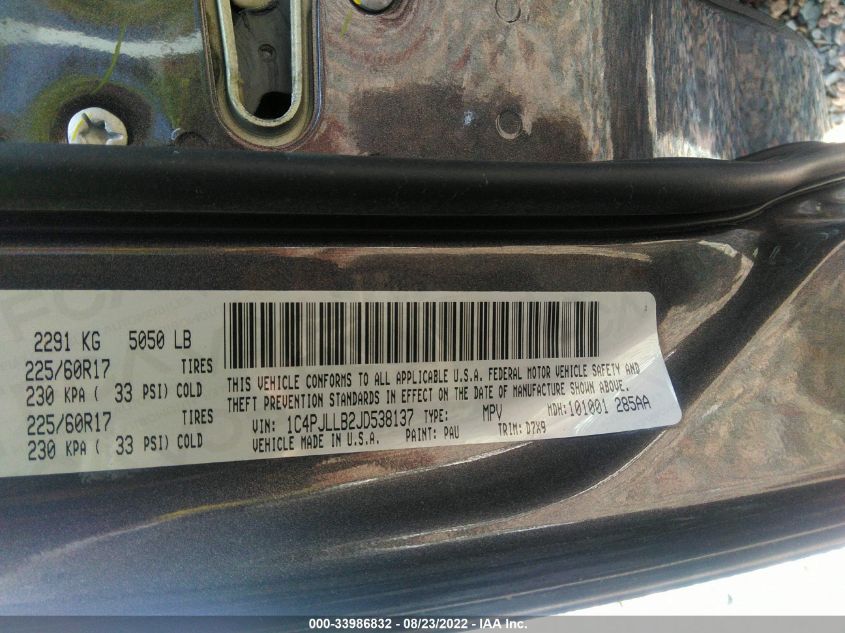 2291 KG 5050 LB
225/60R17 TIRES
230 KPA ( 33 PSI) COLD
225/60R17 TIRES
230 KPA ( 33 PSI) COLD
THIS VEHICLE CONFORMS TO ALL APPLICABLE U.S.A. FEDERAL MOTOR VEHICLE SAFETY AND
THEFT PREVENTION STANDARDS IN EFFECT ON THE DATE OF MANUFACTURE SHOWN ABOVE.
VIN: 1C4PJLLB2JD538137 TYPE: MPV MDH:101001 285AA
VEHICLE MADE IN U.S.A. PAINT: PAU TRIM: D7X9
000-33986832 - 08/23/2022 - IAA Inc.